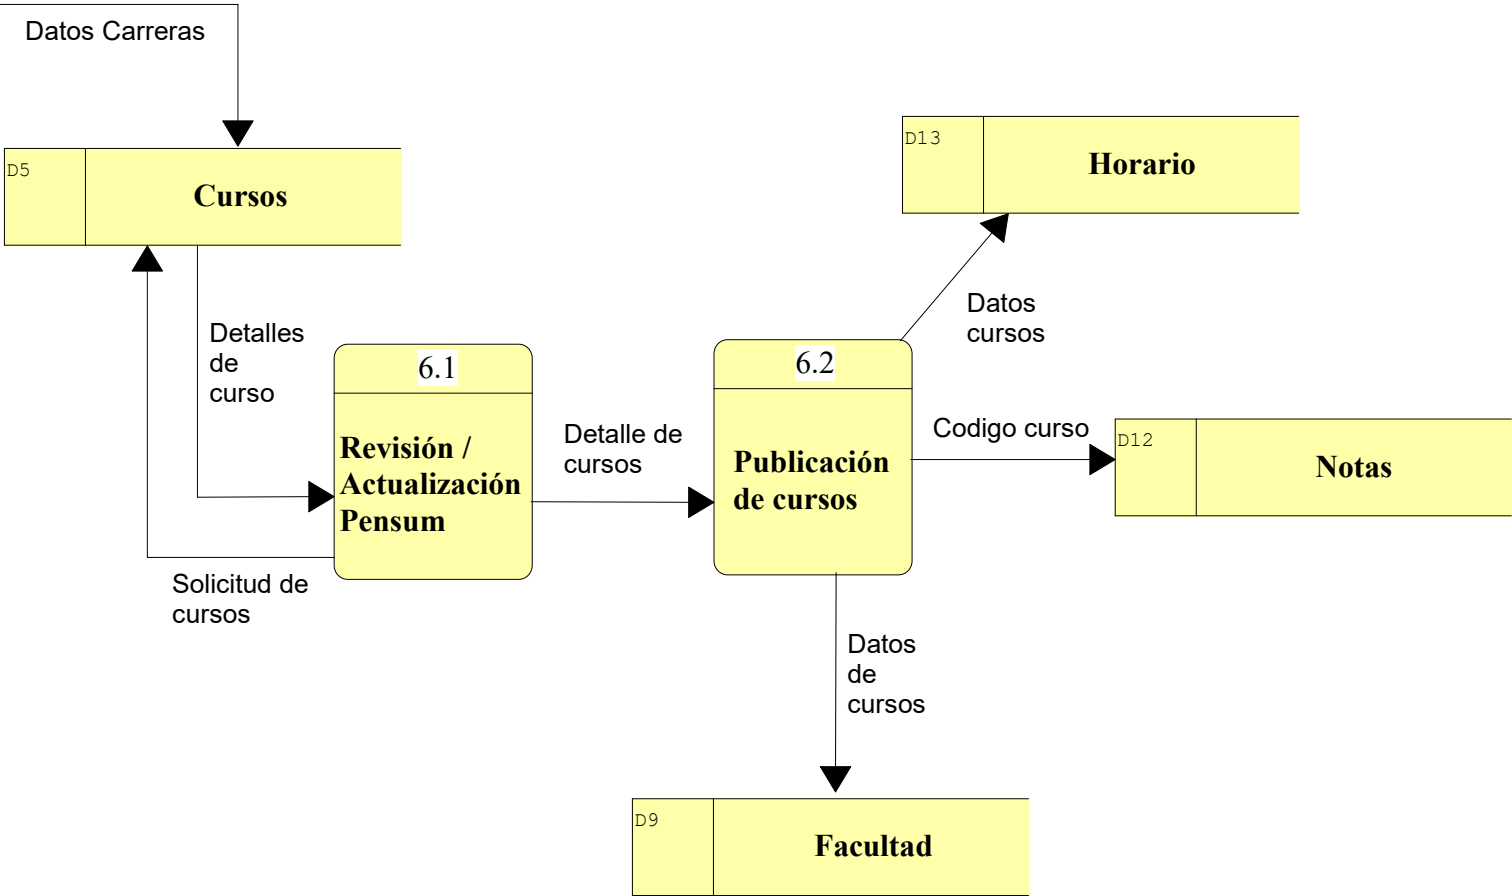 Datos Carreras
D5
Cursos
D13
Horario
Detalles
de
curso
Datos
cursos
6.1
Revisión /
Actualización
Pensum
6.2
Publicación
de cursos
Detalle de
cursos
Codigo curso
D12
Notas
Solicitud de
cursos
Datos
de
cursos
D9
Facultad